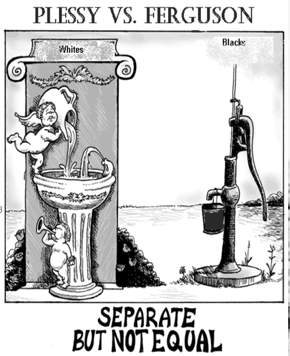 PLESSY VS. FERGUSON
Whites
Blacks
SEPARATE
BUT NOT EQUAL